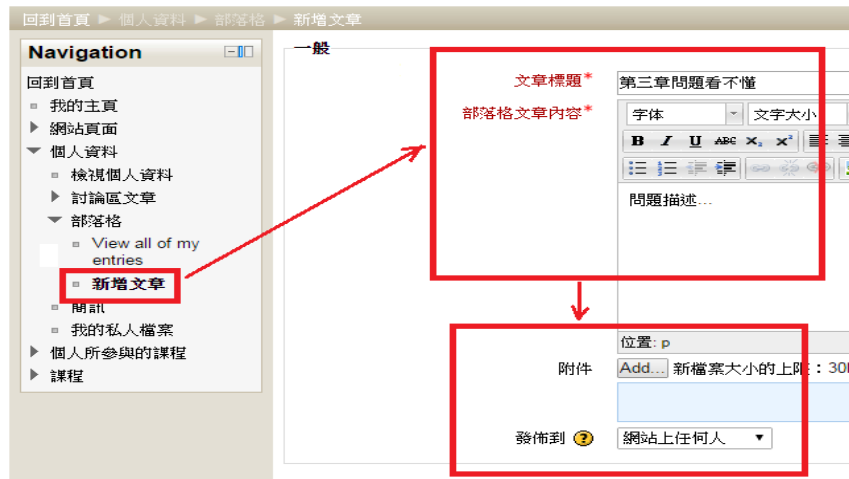 回到首頁 ► 個人資料 ► 部落格 ► 新增文章
Navigation
回到首頁
我的主頁
網站頁面
個人資料
檢視個人資料
討論區文章
部落格
View all of my
entries
新增文章
簡訊
我的私人檔案
個人所參與的課程
課程
一般
文章標題*
第三章問題看不懂
部落格文章內容*
字体
文字大小
B I U ABC x₂ x²
問題描述...
位置: p
附件
Add... 新檔案大小的上限：30
發佈到 ?
網站上任何人 ▼